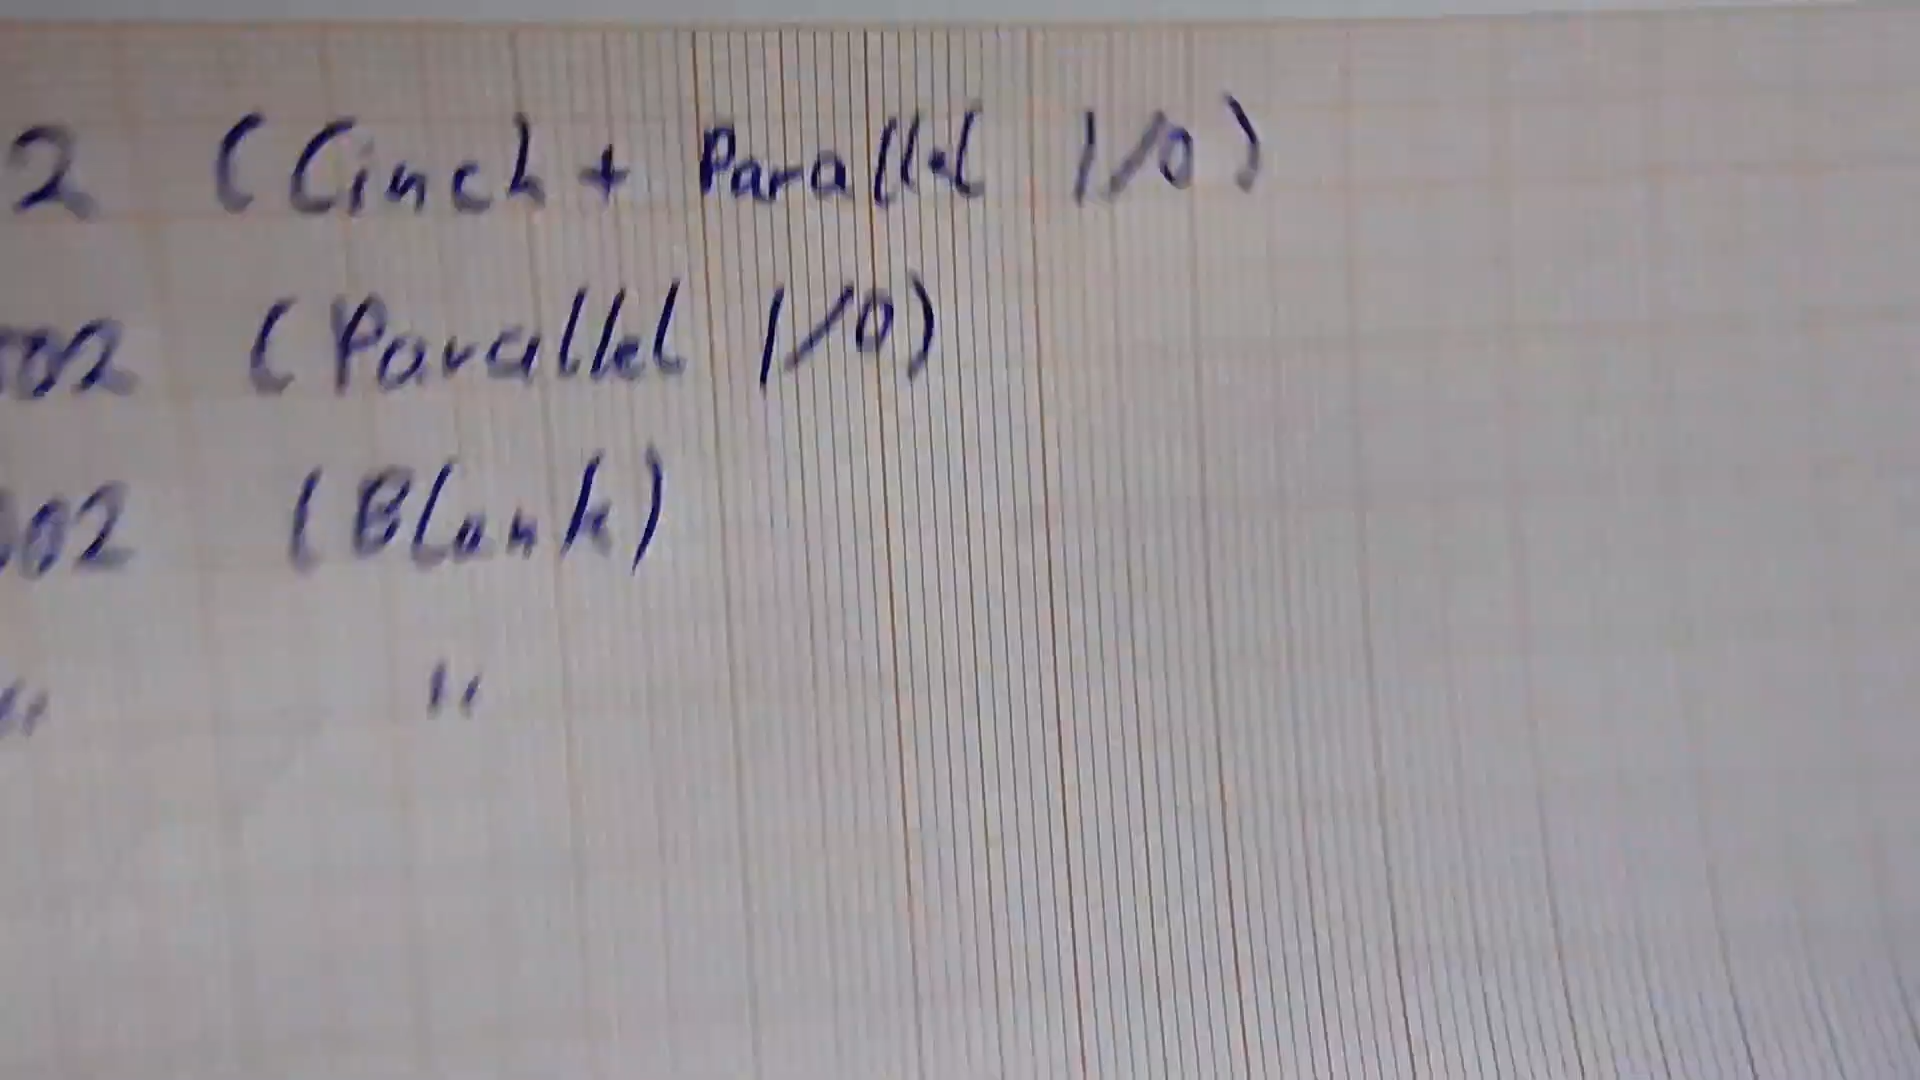 2 (Cinch + Parallel I/O)
02 (Parallel I/O)
02 (Blank)
" "